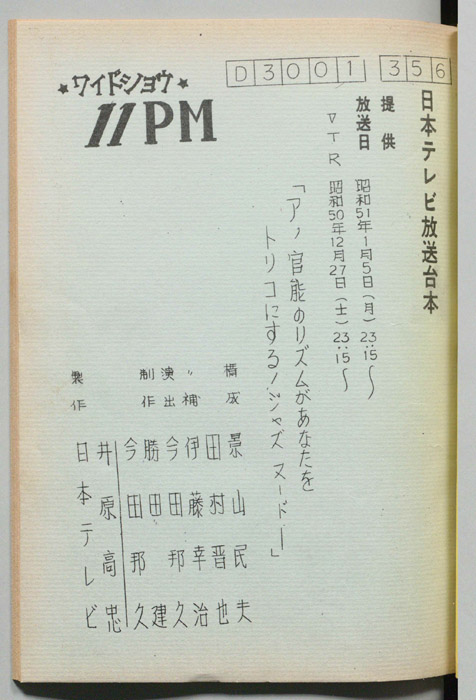 D3001 356
日本テレビ放送台本
提供
放送日 昭和51年1月5日(月) 23:15〜
VTR 昭和50年12月27日(土) 23:15〜
★ワイドショウ★
11PM
「アノ官能のリズムがあなたを
トリコにする!ジャズヌードー」
構成 景山民夫
田村晋也
〃補 伊藤幸治
演出 今田邦久
制作 勝田建
今田邦久
井原高忠
製作 日本テレビ